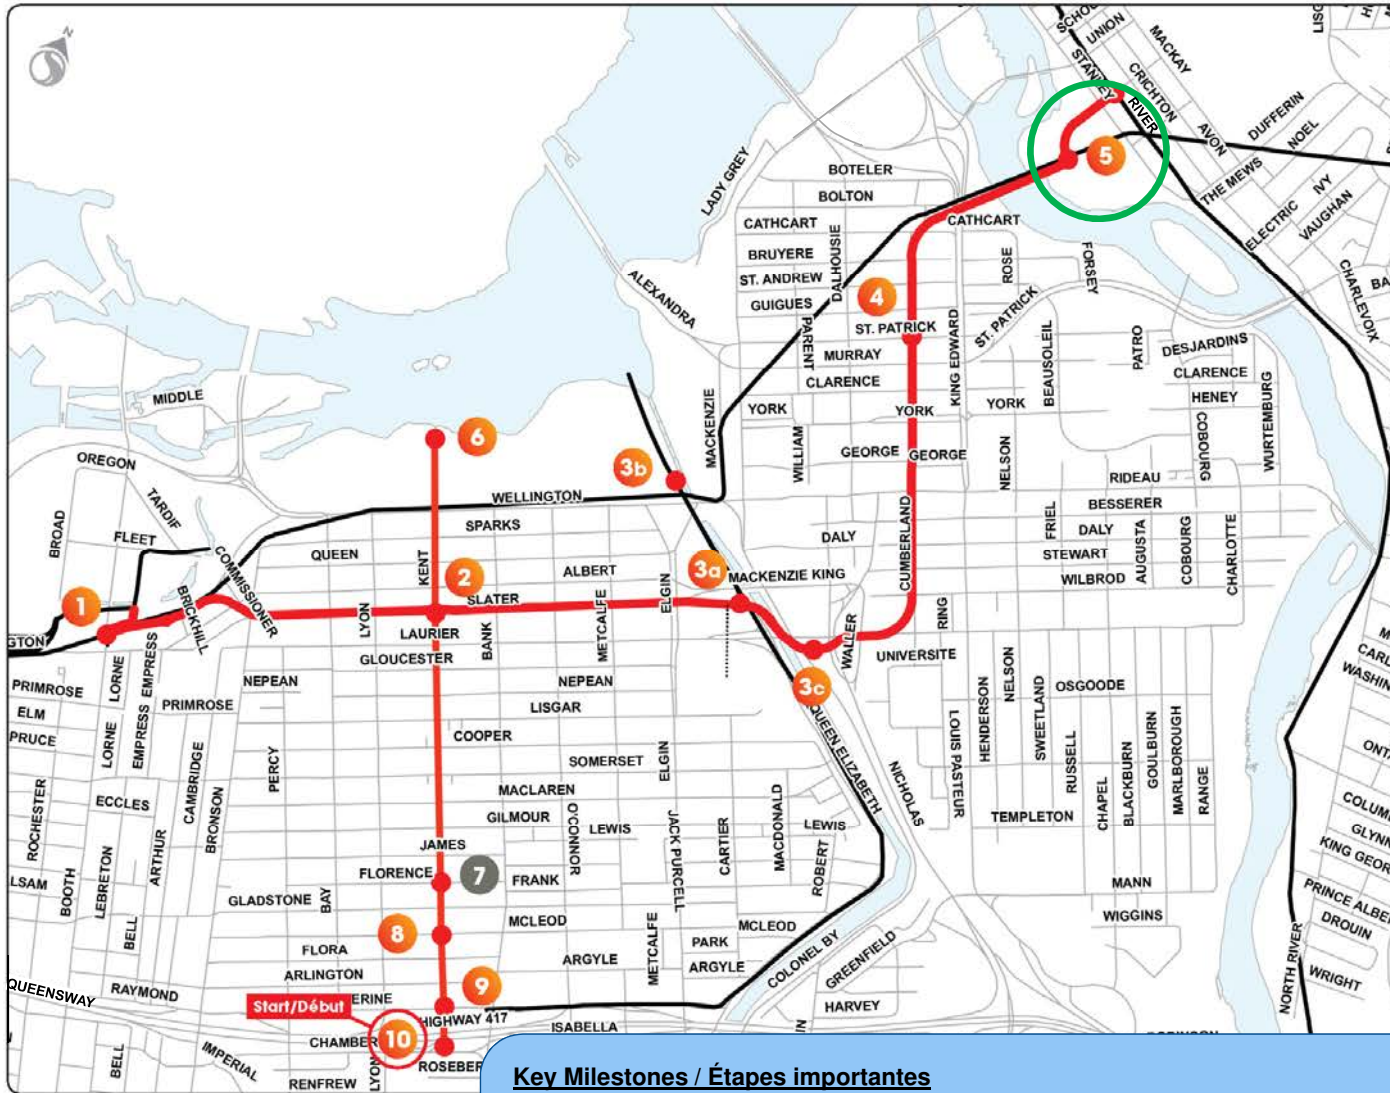 N
SCHOO
UNION
MACKAY
STANLEY
CRICHTON
RIVER
AVON
DUFFERIN
NOEL
LISG
5
THE MEWS
IVY
ELECTRIC
VAUGHAN
CHARLEVOIX
BA
LADY GREY
BOTELER
BOLTON
CATHCART
CATHCART
BRUYERE
DALHOUSIE
ST. ANDREW
GUIGUES
4
ROSE
FORSEY
ALEXANDRA
PARENT
ST. PATRICK
ST. PATRICK
MURRAY
CLARENCE
KING EDWARD
BEAUSOLEIL
PATRO
DESJARDINS
CLARENCE
HENEY
WURTEMBURG
MIDDLE
MACKENZIE
YORK
YORK
YORK
COBOURG
6
3b
WILLIAM
GEORGE
GEORGE
NELSON
RIDEAU
OREGON
TARDIF
WELLINGTON
BESSERER
BROAD
FLEET
SPARKS
DALY
FRIEL
DALY
AUGUSTA
COBOURG
CHARLOTTE
QUEEN
KENT
2
ALBERT
3a
MACKENZIE KING
CUMBERLAND
STEWART
WILBROD
COMMISSIONER
BRICKHILL
1
SLATER
ELGIN
METCALFE
LYON
LAURIER
BANK
RING
WALLER
GTON
GLOUCESTER
UNIVERSITE
LORNE
EMPRESS
NEPEAN
NEPEAN
3c
PRIMROSE
PRIMROSE
LISGAR
OSGOODE
ELM
PRUCE
LORNE
EMPRESS
COOPER
QUEEN ELIZABETH
LOUIS PASTEUR
HENDERSON
NELSON
SWEETLAND
RUSSELL
CHAPEL
BLACKBURN
GOULBURN
MARLBOROUGH
RANGE
CARL
WASHIN
ONTA
PERCY
SOMERSET
ELGIN
NICHOLAS
CAMBRIDGE
BRONSON
MACLAREN
ECCLES
GILMOUR
O'CONNOR
LEWIS
LEWIS
TEMPLETON
COLUM
GLYNN
KING GEOR
ROCHESTER
ARTHUR
JAMES
JACK PURCELL
CARTIER
MACDONALD
ROBERT
FLORENCE
7
FRANK
LSAM
BOOTH
LEBRETON
GLADSTONE
BAY
MANN
PRINCE ALBE
DROUIN
BELL
8
MCLEOD
MCLEOD
WIGGINS
FLORA
METCALFE
PARK
ARGYLE
ARGYLE
COLONEL BY
GREENFIELD
NORTH RIVER
WRIGHT
ARLINGTON
QUEENSWAY
RAYMOND
9
ERINE
HARVEY
Start/Début
HIGHWAY 417
ISABELLA
10
CHAMBER
BELL
IMPERIAL
LYON
ROSEBER
RENFREW
Key Milestones / Étapes importantes